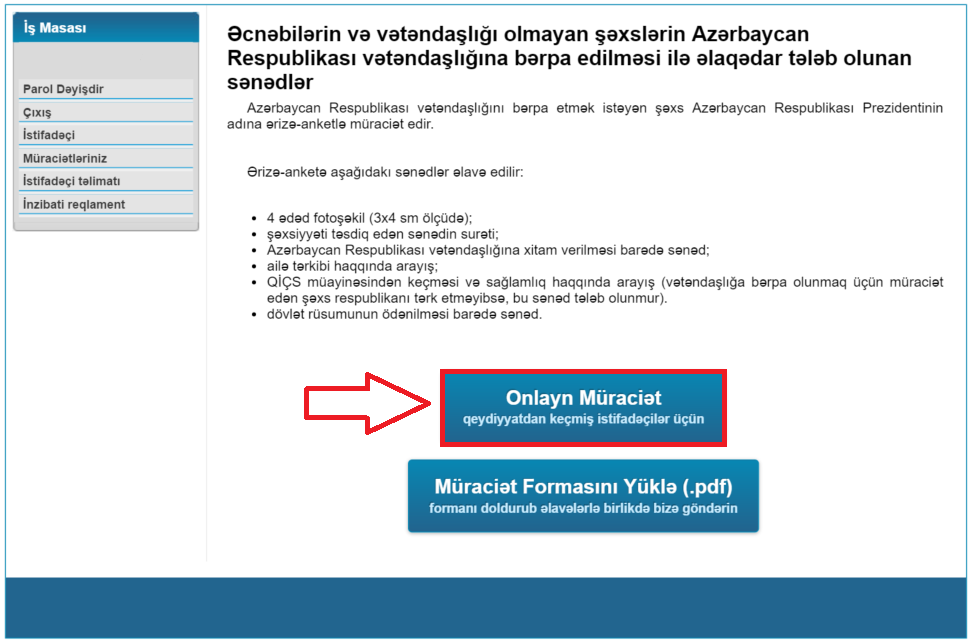 İş Masası
Parol Dəyişdir
Çıxış
İstifadəçi
Müraciətləriniz
İstifadəçi təlimatı
İnzibati reqlament
Əcnəbilərin və vətəndaşlığı olmayan şəxslərin Azərbaycan
Respublikası vətəndaşlığına bərpa edilməsi ilə əlaqədar tələb olunan
sənədlər
Azərbaycan Respublikası vətəndaşlığını bərpa etmək istəyən şəxs Azərbaycan Respublikası Prezidentinin
adına ərizə-anketlə müraciət edir.
Ərizə-anketə aşağıdakı sənədlər əlavə edilir:
• 4 ədəd fotoşəkil (3x4 sm ölçüdə);
• şəxsiyyəti təsdiq edən sənədin surəti;
• Azərbaycan Respublikası vətəndaşlığına xitam verilməsi barədə sənəd;
• ailə tərkibi haqqında arayış;
• QİÇS müayinəsindən keçməsi və sağlamlıq haqqında arayış (vətəndaşlığa bərpa olunmaq üçün müraciət
edən şəxs respublikanı tərk etməyibsə, bu sənəd tələb olunmur).
• dövlət rüsumunun ödənilməsi barədə sənəd.
Onlayn Müraciət
qeydiyyatdan keçmiş istifadəçilər üçün
Müraciət Formasını Yüklə (.pdf)
formanı doldurub əlavələrlə birlikdə bizə göndərin